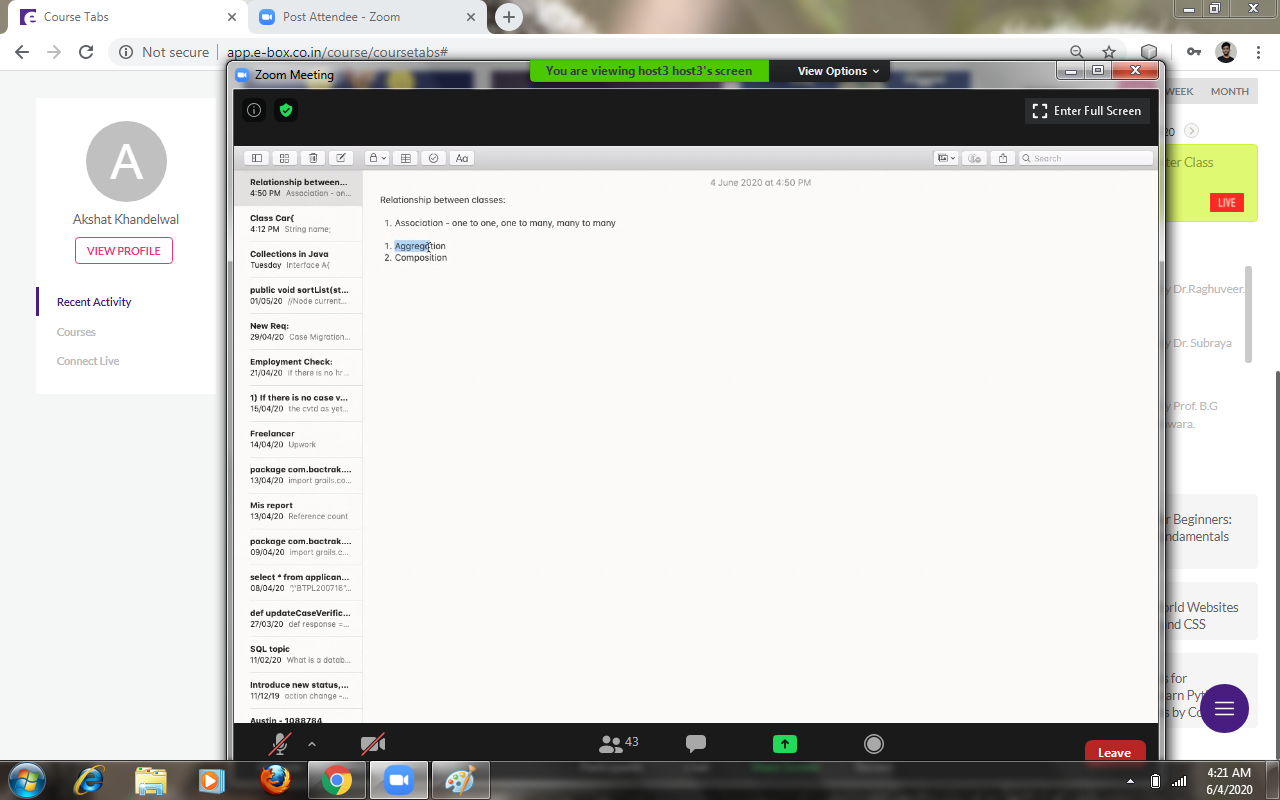 Course Tabs
Post Attendee - Zoom
Not secure
app.e-box.co.in/course/coursetabs#
Zoom Meeting
You are viewing host3 host3's screen
View Options
Enter Full Screen
WEEK MONTH
20
ter Class
LIVE
A
Akshat Khandelwal
VIEW PROFILE
Recent Activity
Courses
Connect Live
Aa
Search
Relationship between...
4:50 PM Association - on...
Class Car{
4:12 PM String name;
Collections in Java
Tuesday Interface A{
public void sortList(st...
01/05/20 //Node current...
New Req:
29/04/20 Case Migration...
Employment Check:
21/04/20 If there is no hr...
1) If there is no case v...
15/04/20 the cvtd as yet...
Freelancer
14/04/20 Upwork
package com.bactrak....
13/04/20 import grails.co...
Mis report
13/04/20 Reference count
package com.bactrak....
09/04/20 import grails.c...
select * from applican...
08/04/20 ","BTPL200716"...
def updateCaseVerific...
27/03/20 def response =...
SQL topic
11/02/20 What is a datab...
Introduce new status,...
11/12/19 action change -...
Austin - 1088764
4 June 2020 at 4:50 PM
Relationship between classes:
1. Association - one to one, one to many, many to many
1. Aggregation
2. Composition
y Dr.Raghuveer.
y Dr. Subraya
y Prof. B.G
wara.
r Beginners:
ndamentals
orld Websites
nd CSS
s for
arn Pyt
s by Co
43
Leave
4:21 AM
6/4/2020